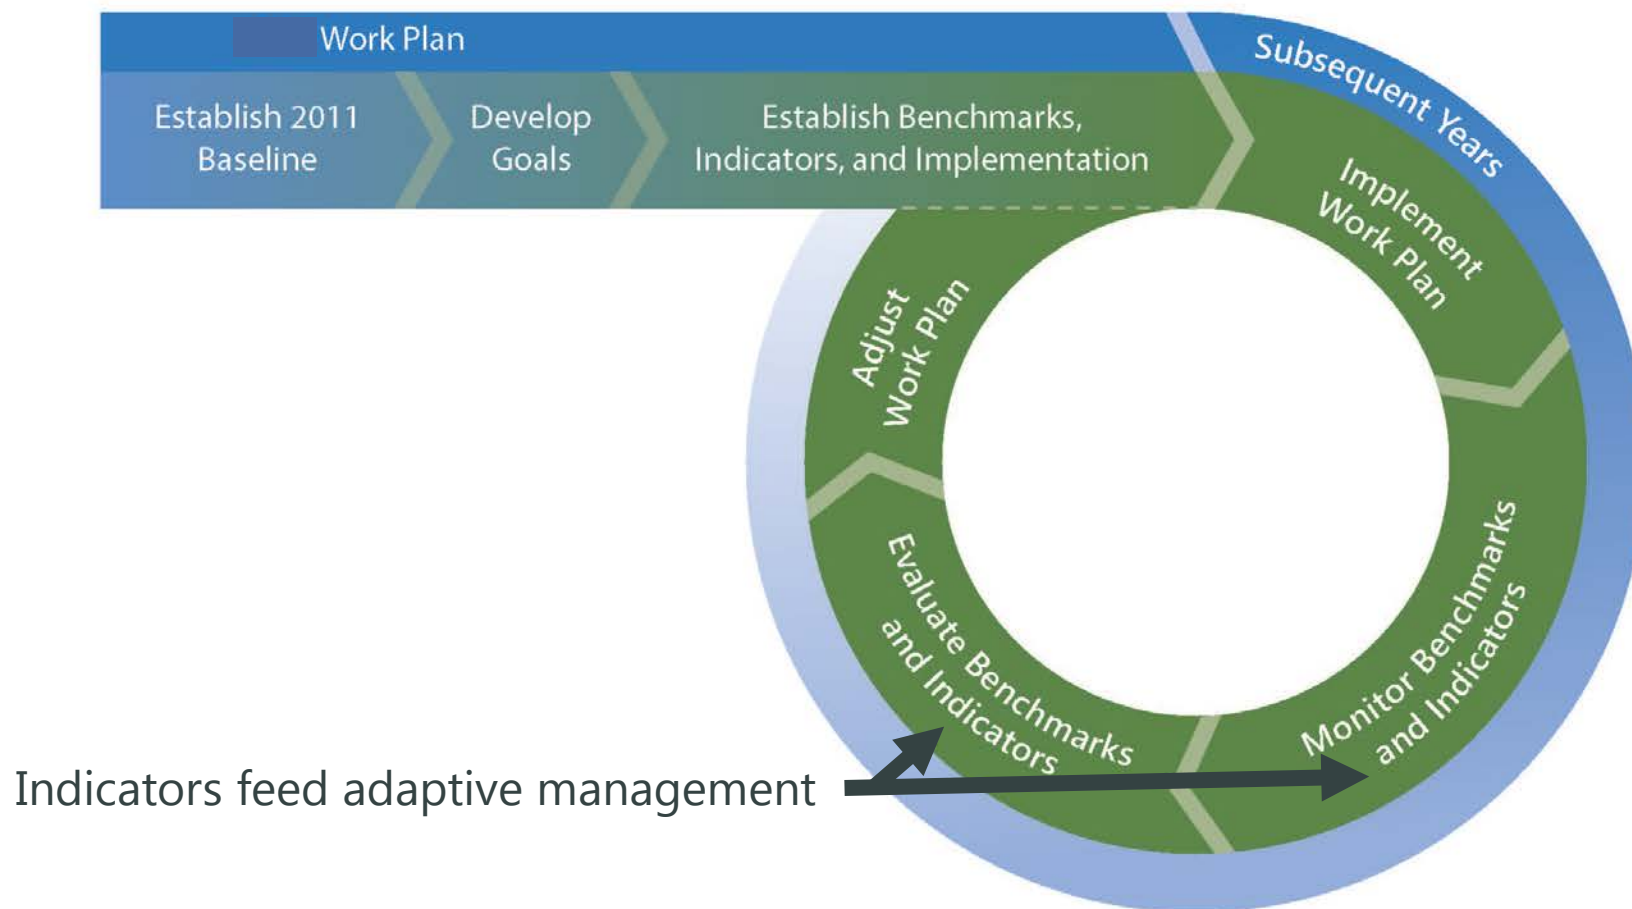 Work Plan
Establish 2011
Baseline
Develop
Goals
Establish Benchmarks,
Indicators, and Implementation
Subsequent Years
Implement
Work Plan
Monitor Benchmarks
and Indicators
Evaluate Benchmarks
and Indicators
Adjust
Work Plan
Indicators feed adaptive management